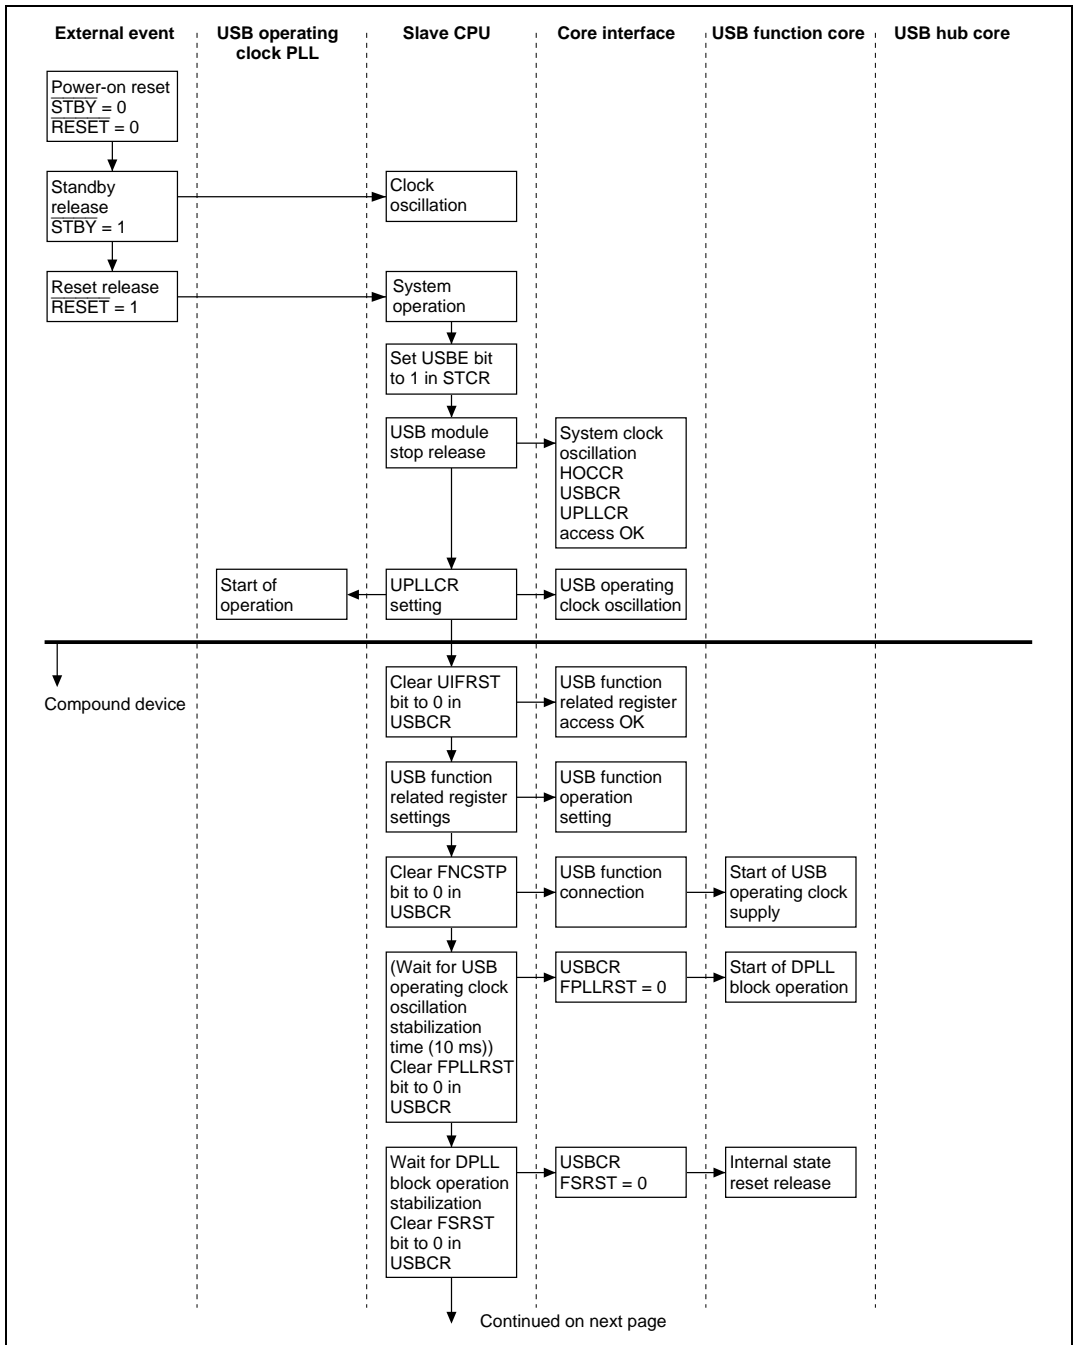 External event
USB operating
clock PLL
Slave CPU
Core interface
USB function core
USB hub core
Power-on reset
STBY = 0
RESET = 0
Standby
release
STBY = 1
Clock
oscillation
Reset release
RESET = 1
System
operation
Set USBE bit
to 1 in STCR
USB module
stop release
System clock
oscillation
HOCCR
USBCR
UPLLCR
access OK
Start of
operation
UPLLCR
setting
USB operating
clock oscillation
Compound device
Clear UIFRST
bit to 0 in
USBCR
USB function
related register
access OK
USB function
related register
settings
USB function
operation
setting
Clear FNCSTP
bit to 0 in
USBCR
USB function
connection
Start of USB
operating clock
supply
(Wait for USB
operating clock
oscillation
stabilization
time (10 ms))
Clear FPLLRST
bit to 0 in
USBCR
USBCR
FPLLRST = 0
Start of DPLL
block operation
Wait for DPLL
block operation
stabilization
Clear FSRST
bit to 0 in
USBCR
USBCR
FSRST = 0
Internal state
reset release
Continued on next page